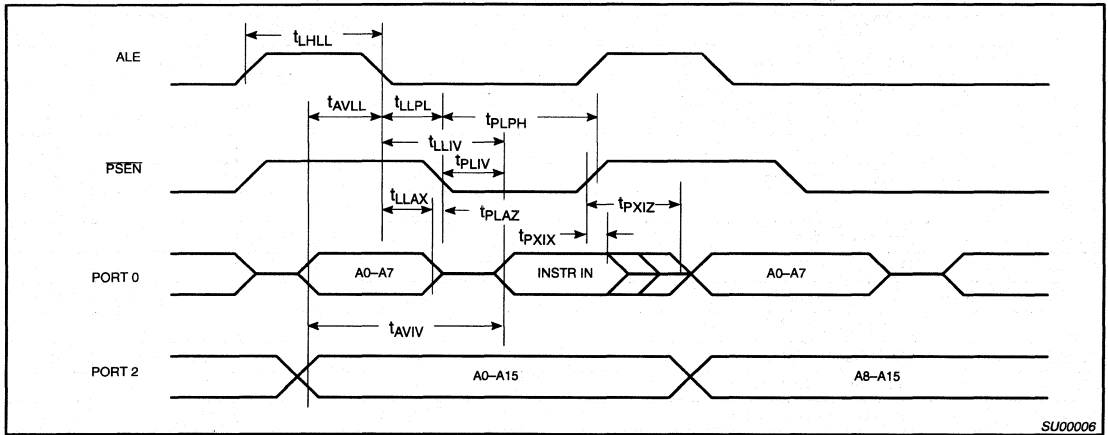 ALE
tLHLL
tAVLL
tLLPL
tPLPH
tLLIV
PSEN
tPLIV
tLLAX
tPLAZ
tPXIZ
tPXIX
PORT 0
A0–A7
INSTR IN
A0–A7
tAVIV
PORT 2
A0–A15
A8–A15
SU00006